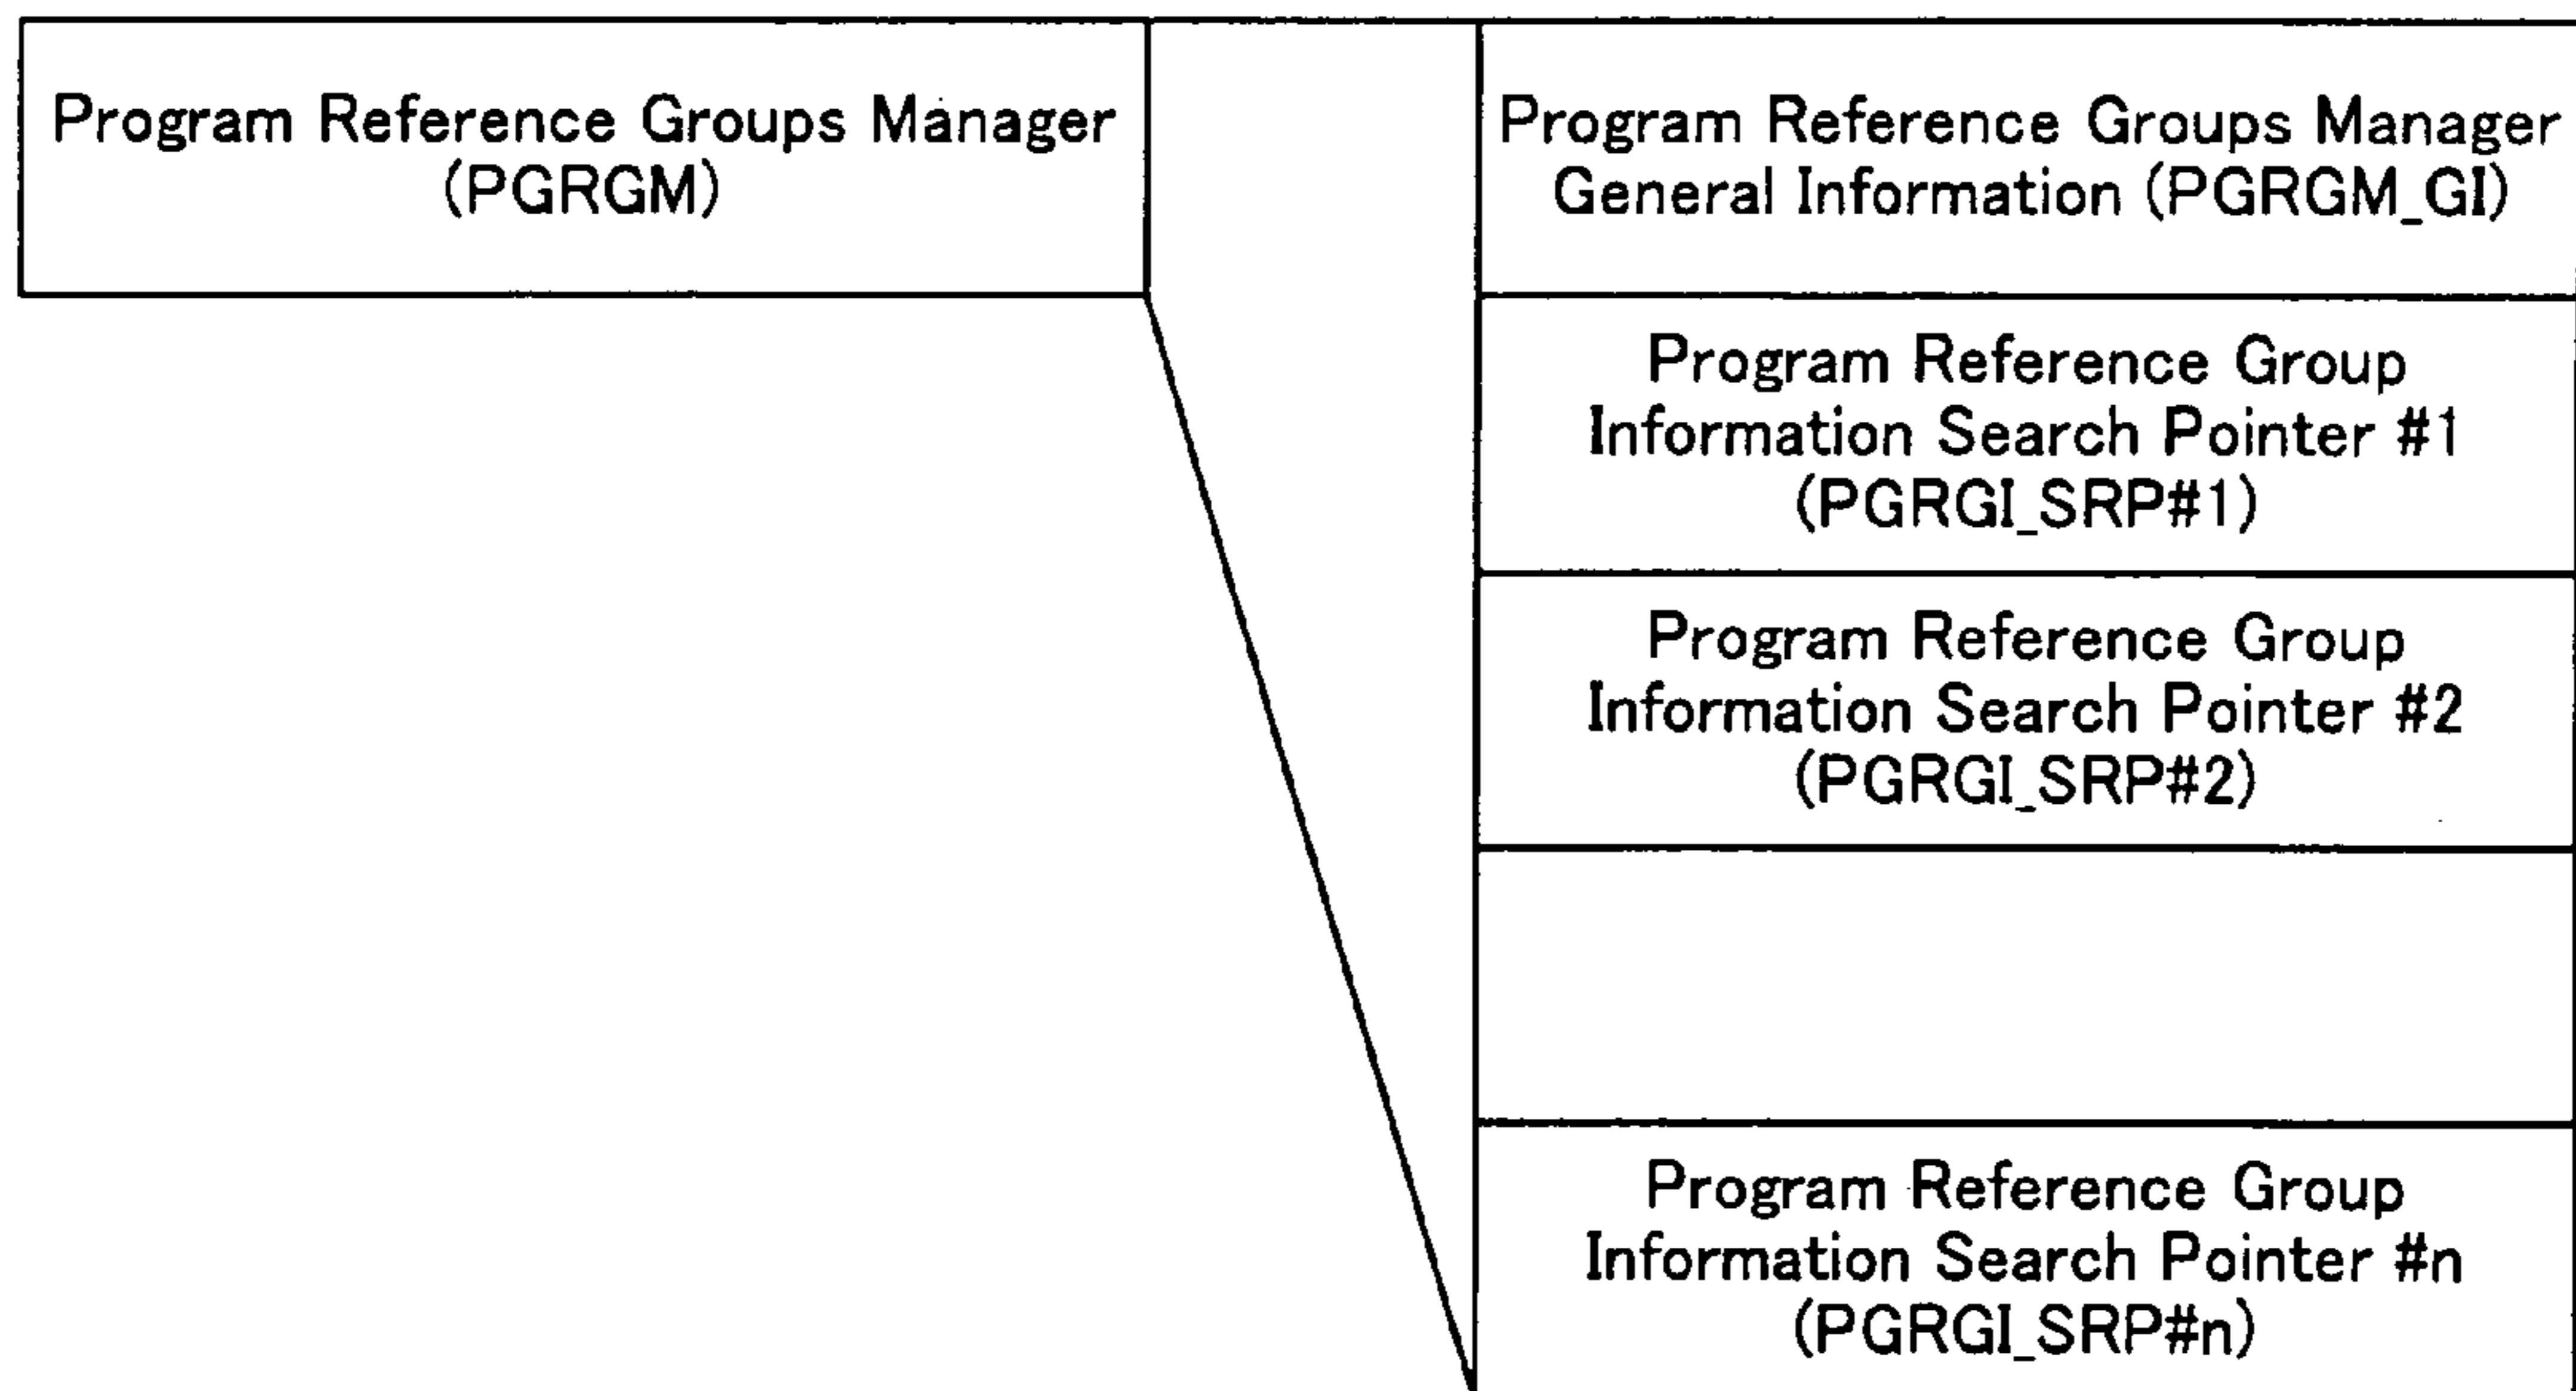 Program Reference Groups Manager
(PGRGM)
Program Reference Groups Manager
General Information (PGRGM_GI)
Program Reference Group
Information Search Pointer #1
(PGRGI_SRP#1)
Program Reference Group
Information Search Pointer #2
(PGRGI_SRP#2)
Program Reference Group
Information Search Pointer #n
(PGRGI_SRP#n)